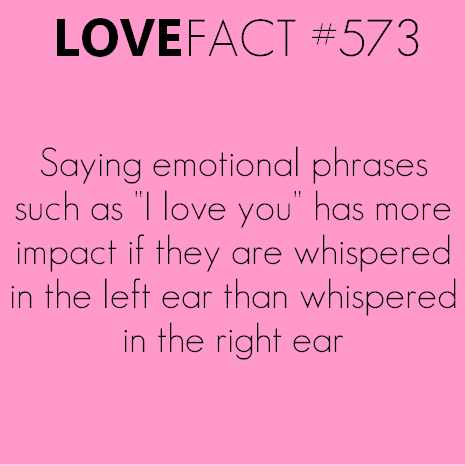 LOVEFACT #573
Saying emotional phrases
such as "I love you" has more
impact if they are whispered
in the left ear than whispered
in the right ear